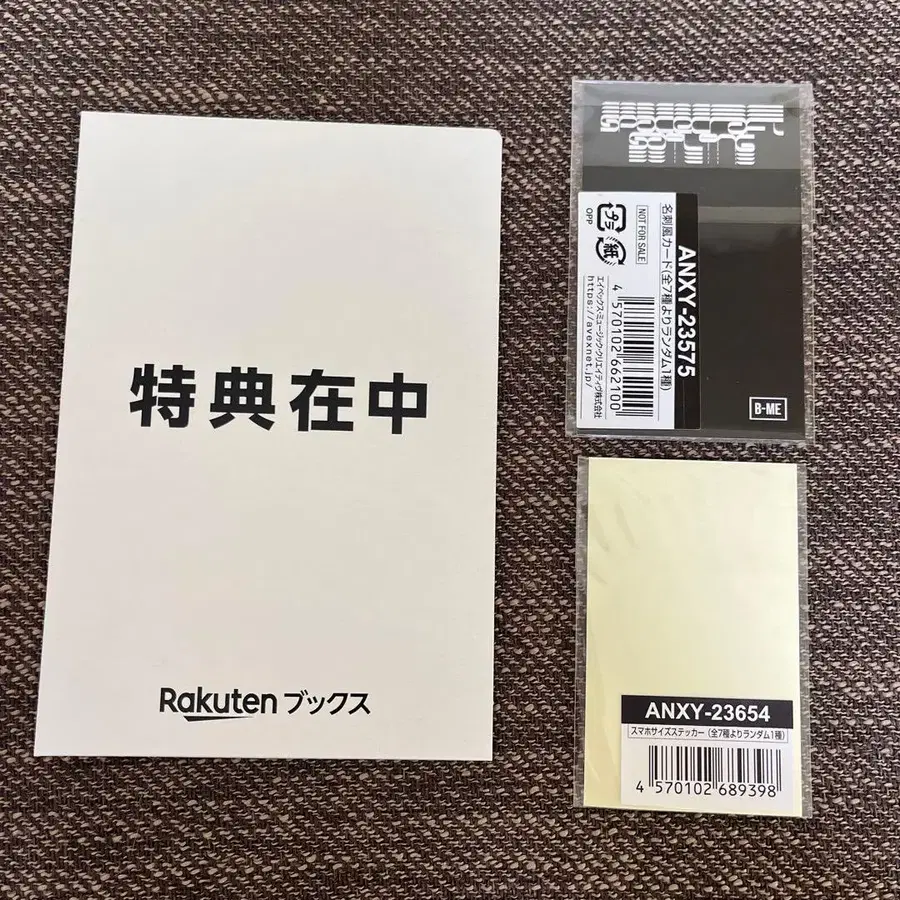 特典在中
Rakuten ブックス
ANXY-23575
名刺風カード(全7種よりランダム1種)
NOT FOR SALE
4 570102 662100
プラ
OPP
紙
エイベックス・ミュージック・クリエイティヴ株式会社
https://avexnet.jp/
B-ME
ANXY-23654
スマホサイズステッカー (全7種よりランダム1種)
4 570102 689398